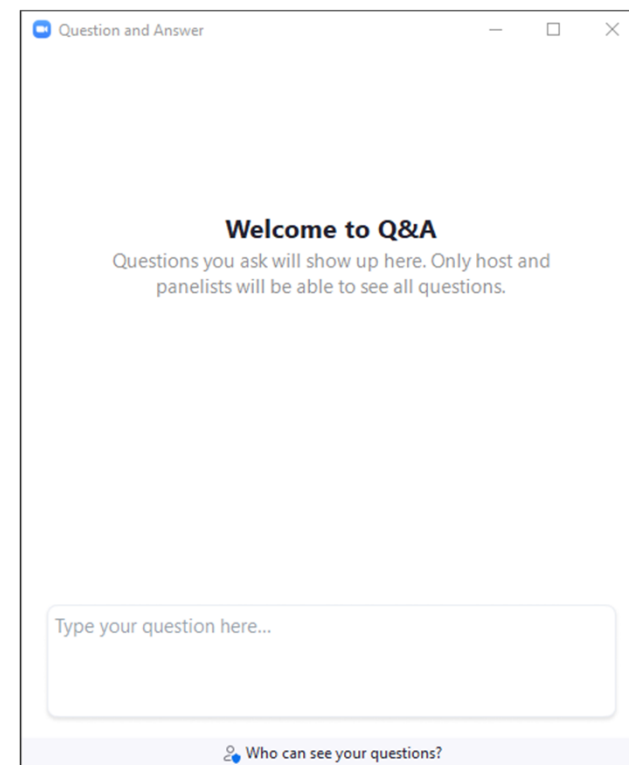 Question and Answer
Welcome to Q&A
Questions you ask will show up here. Only host and
panelists will be able to see all questions.
Type your question here...
Who can see your questions?